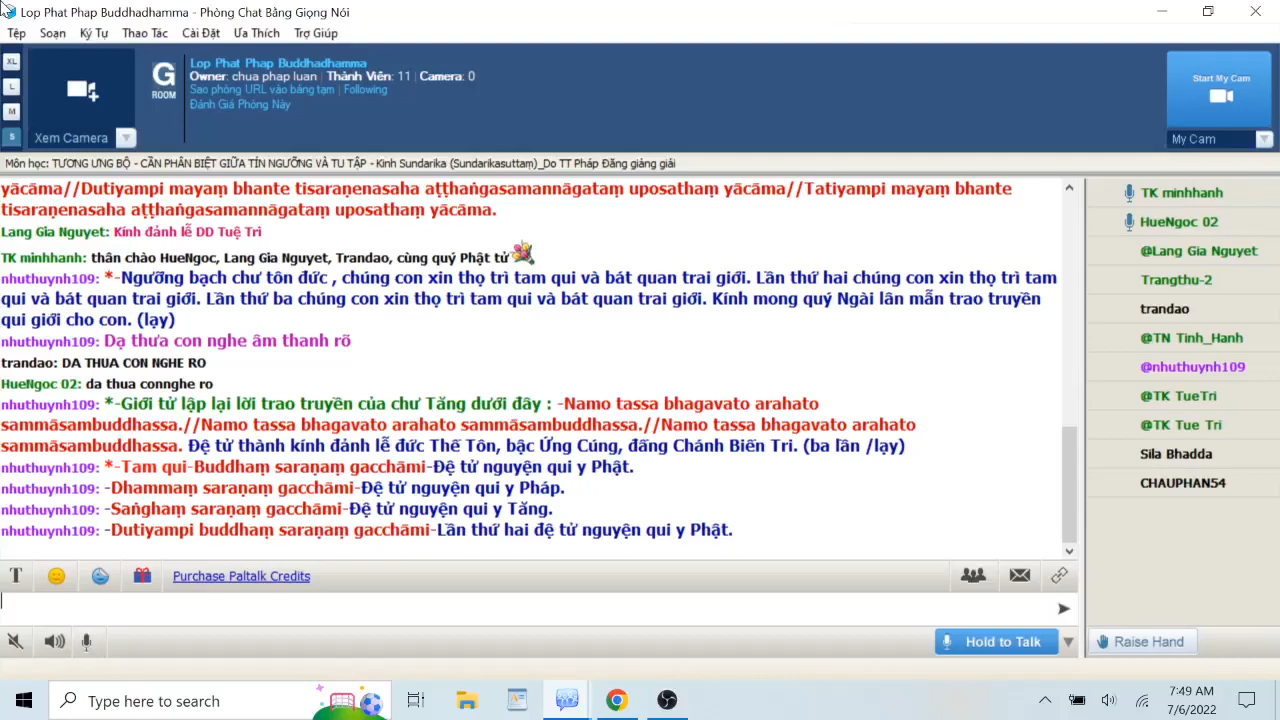 Lop Phat Phap Buddhadhamma - Phòng Chat Bằng Giọng Nói
Tệp Soạn Ký Tự Thao Tác Cài Đặt Ưa Thích Trợ Giúp
XL
L
M
S
Xem Camera
G
ROOM
Lop Phat Phap Buddhadhamma
Owner: chua phap luan | Thành Viên: 11 | Camera: 0
Sao phòng URL vào bảng tạm | Following
Đánh Giá Phòng Này
Start My Cam
My Cam
Môn học: TƯƠNG ƯNG BỘ - CẦN PHÂN BIỆT GIỮA TÍN NGƯỠNG VÀ TU TẬP - Kinh Sundarika (Sundarikasuttaṃ)_Do TT Pháp Đăng giảng giải
yācāma//Dutiyampi mayaṃ bhante tisaraṇenasaha aṭṭhaṅgasamannāgataṃ uposathaṃ yācāma//Tatiyampi mayaṃ bhante
tisaraṇenasaha aṭṭhaṅgasamannāgataṃ uposathaṃ yācāma.
Lang Gia Nguyet: Kính đảnh lễ DD Tuệ Trì
TK minhhanh: thân chào HueNgoc, Lang Gia Nguyet, Trandao, cùng quý Phật tử
nhuthuynh109: *-Ngưỡng bạch chư tôn đức , chúng con xin thọ trì tam qui và bát quan trai giới. Lần thứ hai chúng con xin thọ trì tam
qui và bát quan trai giới. Lần thứ ba chúng con xin thọ trì tam qui và bát quan trai giới. Kính mong quý Ngài lân mẫn trao truyền
qui giới cho con. (lạy)
nhuthuynh109: Dạ thưa con nghe âm thanh rõ
trandao: DA THUA CON NGHE RO
HueNgoc 02: da thua connghe ro
nhuthuynh109: *-Giới tử lập lại lời trao truyền của chư Tăng dưới đây : -Namo tassa bhagavato arahato
sammāsambuddhassa.//Namo tassa bhagavato arahato sammāsambuddhassa.//Namo tassa bhagavato arahato
sammāsambuddhassa. Đệ tử thành kính đảnh lễ đức Thế Tôn, bậc Ứng Cúng, đấng Chánh Biến Tri. (ba lần /lạy)
nhuthuynh109: *-Tam qui-Buddhaṃ saraṇaṃ gacchāmi-Đệ tử nguyện qui y Phật.
nhuthuynh109: -Dhammaṃ saraṇaṃ gacchāmi-Đệ tử nguyện qui y Pháp.
nhuthuynh109: -Saṅghaṃ saraṇaṃ gacchāmi-Đệ tử nguyện qui y Tăng.
nhuthuynh109: -Dutiyampi buddhaṃ saraṇaṃ gacchāmi-Lần thứ hai đệ tử nguyện qui y Phật.
TK minhhanh
HueNgoc 02
@Lang Gia Nguyet
Trangthu-2
trandao
@TN Tinh_Hanh
@nhuthuynh109
@TK TueTri
@TK Tue Tri
Sila Bhadda
CHAUPHAN54
T Purchase Paltalk Credits
Hold to Talk
Raise Hand
Type here to search
7:49 AM
7/6/2022